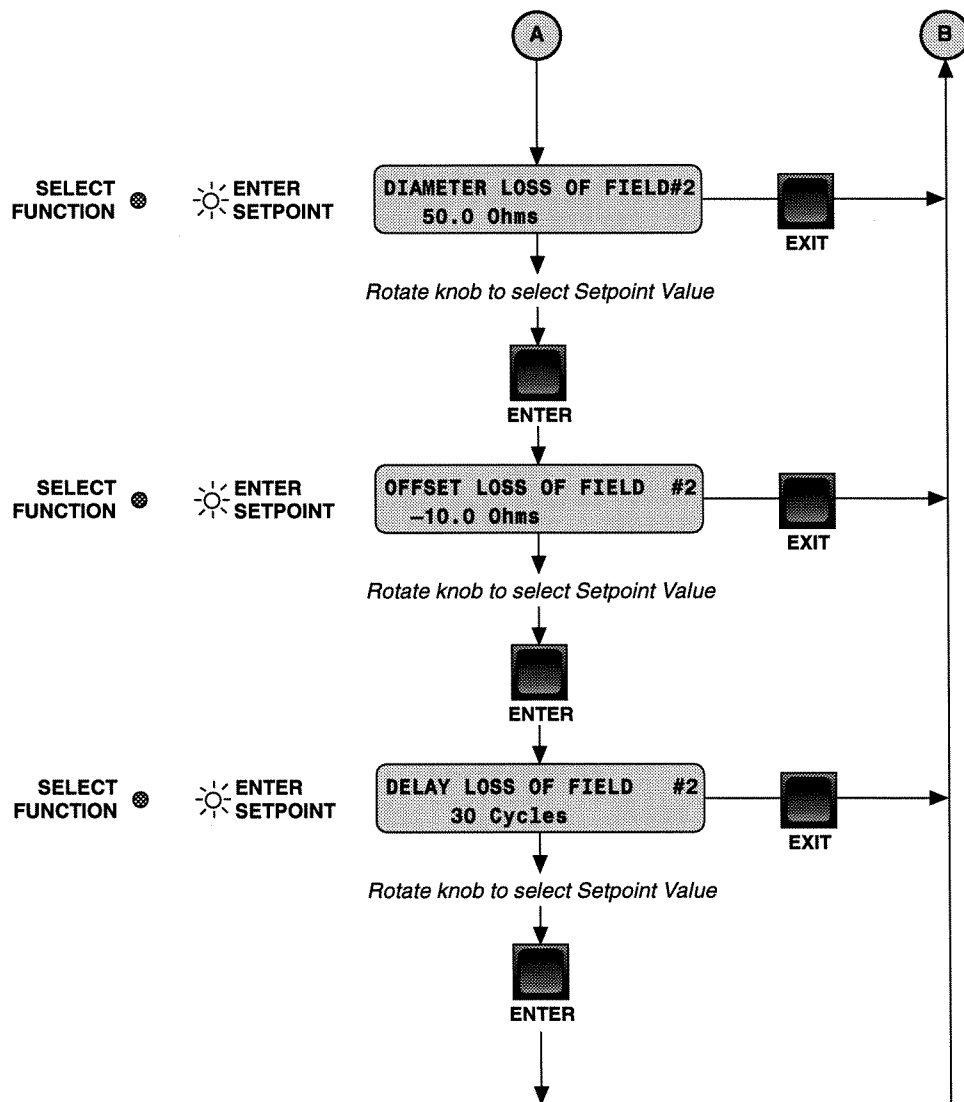 A
B
SELECT
FUNCTION
ENTER
SETPOINT
DIAMETER LOSS OF FIELD#2
50.0 Ohms
EXIT
Rotate knob to select Setpoint Value
ENTER
SELECT
FUNCTION
ENTER
SETPOINT
OFFSET LOSS OF FIELD #2
–10.0 Ohms
EXIT
Rotate knob to select Setpoint Value
ENTER
SELECT
FUNCTION
ENTER
SETPOINT
DELAY LOSS OF FIELD #2
30 Cycles
EXIT
Rotate knob to select Setpoint Value
ENTER